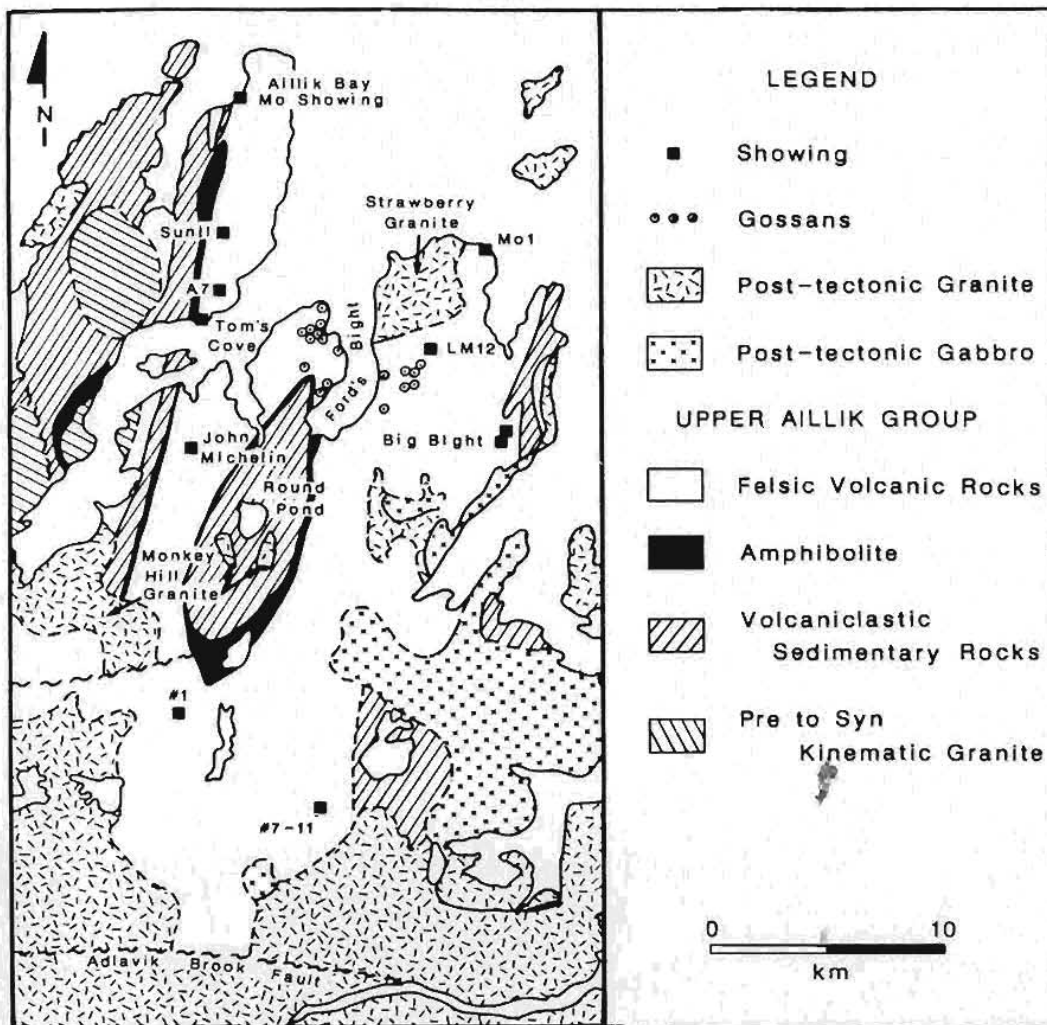 N
Aillik Bay
Mo Showing
Strawberry
Granite
Sunil
Mo1
A7
Tom's
Cove
Ford's Bight
LM12
John
Michelin
Big Bight
Round
Pond
Monkey
Hill
Granite
#1
#7-11
Adlavik Brook Fault
LEGEND
Showing
Gossans
Post-tectonic Granite
Post-tectonic Gabbro
UPPER AILLIK GROUP
Felsic Volcanic Rocks
Amphibolite
Volcaniclastic
Sedimentary Rocks
Pre to Syn
Kinematic Granite
0 10
km